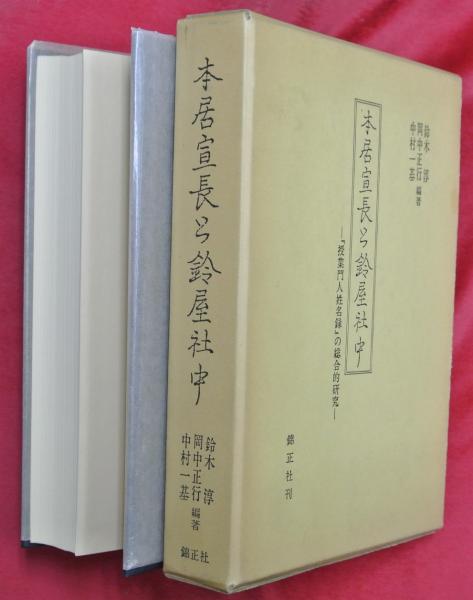 鈴木淳
岡中正行 編著
中村一基
本居宣長と鈴屋社中
―『授業門人姓名録』の総合的研究―
錦正社刊
本居宣長と鈴屋社中
鈴木淳
岡中正行 編著
中村一基
錦正社